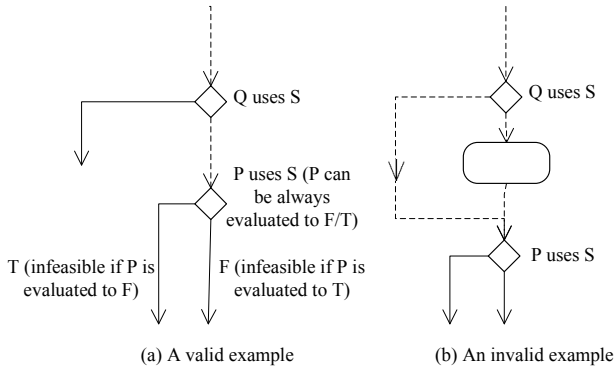 Q uses S
P uses S (P can
be always
evaluated to F/T)
T (infeasible if P is
evaluated to F)
F (infeasible if P is
evaluated to T)
(a) A valid example
Q uses S
P uses S
(b) An invalid example